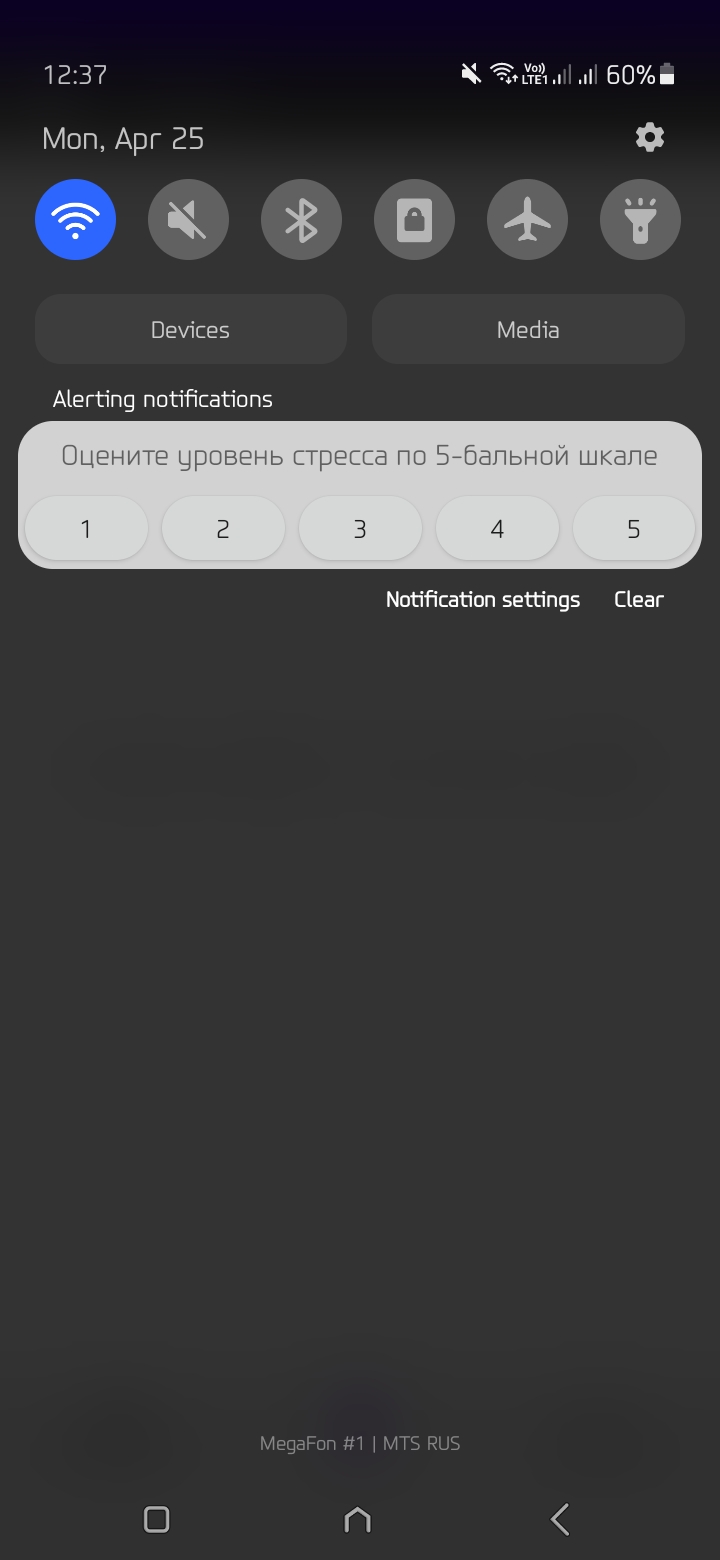 12:37 Vo)) LTE1 60%
Mon, Apr 25
Devices Media
Alerting notifications
Оцените уровень стресса по 5-бальной шкале
1 2 3 4 5
Notification settings Clear
MegaFon #1 | MTS RUS